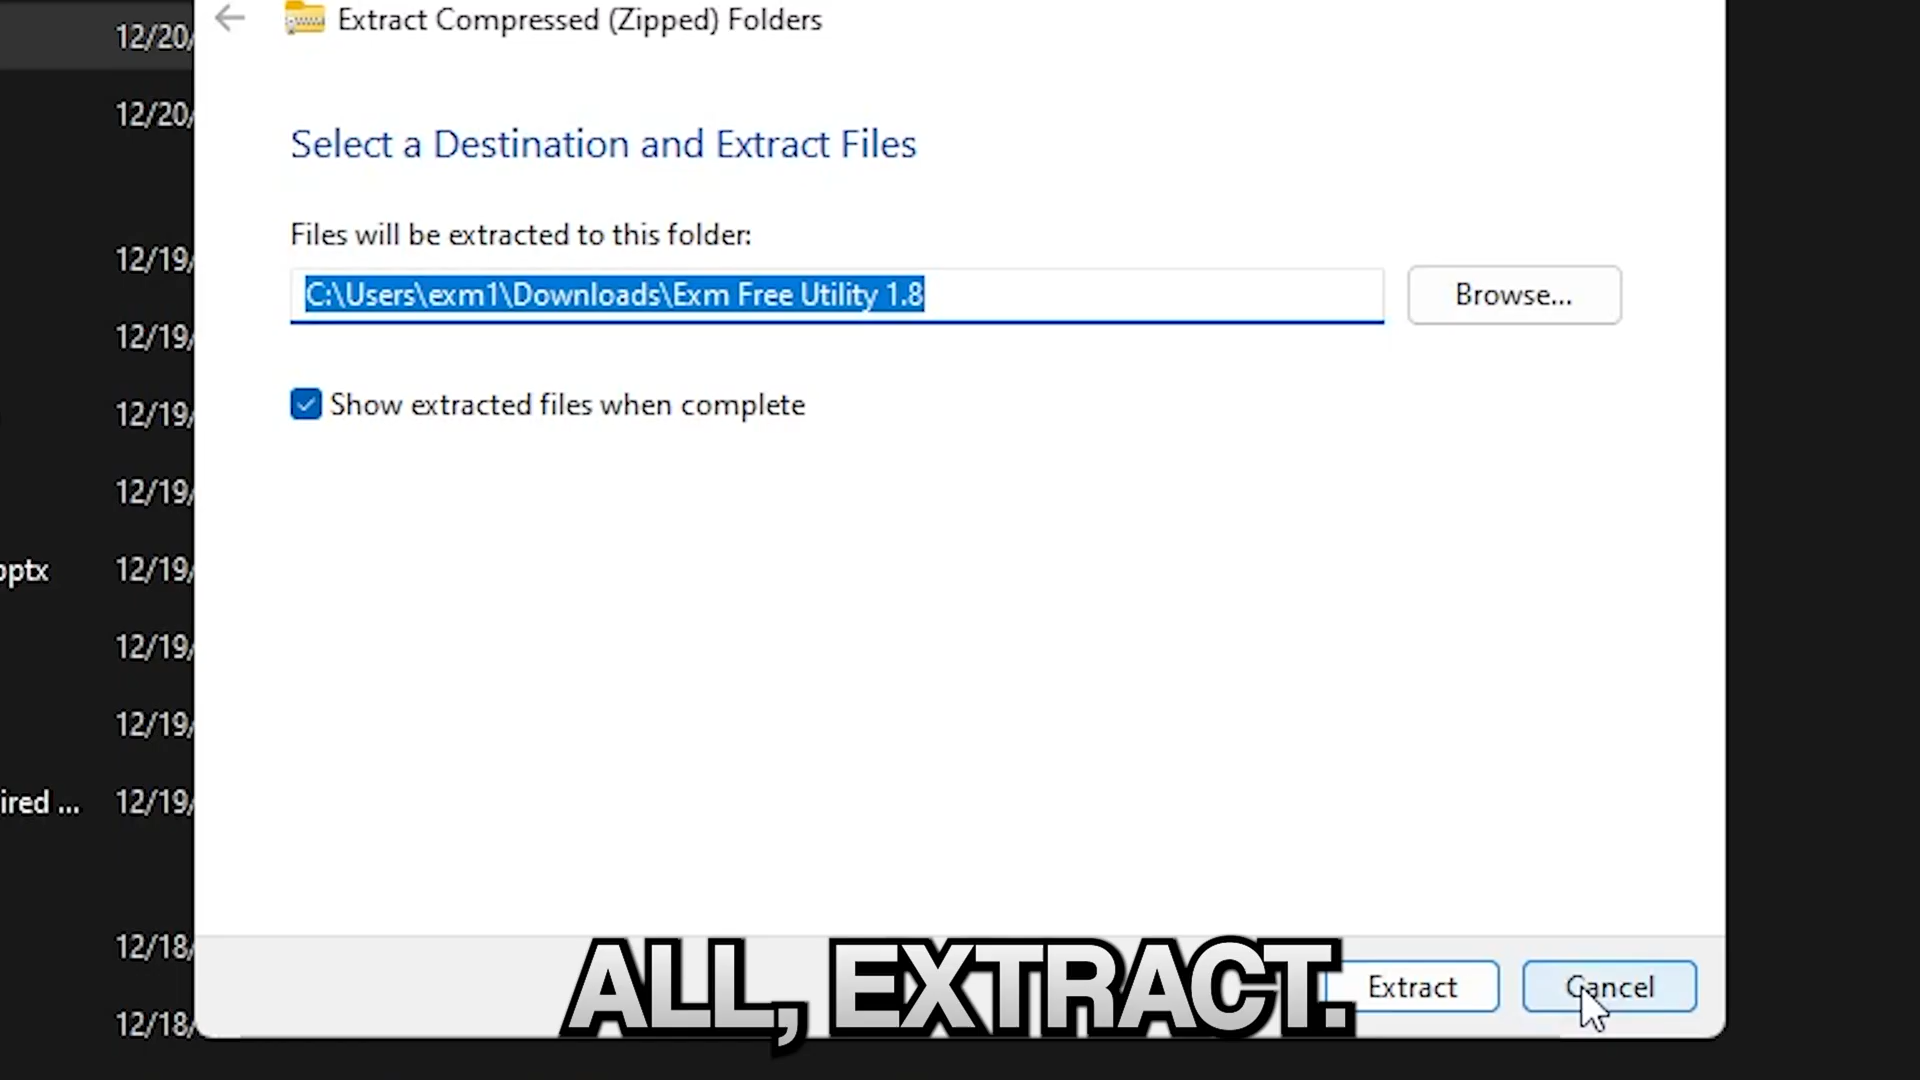 Extract Compressed (Zipped) Folders
12/20/
12/20/
Select a Destination and Extract Files
Files will be extracted to this folder:
12/19/
C:\Users\exm1\Downloads\Exm Free Utility 1.8
Browse...
12/19/
Show extracted files when complete
12/19/
12/19/
pptx 12/19/
12/19/
12/19/
ired ... 12/19/
12/18/
ALL, EXTRACT.
Extract
Cancel
12/18/